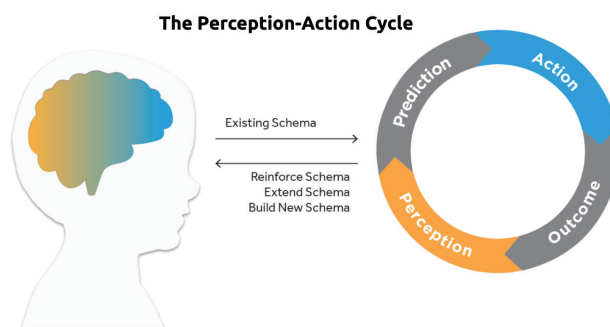 The Perception-Action Cycle
Existing Schema
Reinforce Schema
Extend Schema
Build New Schema
Prediction
Action
Outcome
Perception